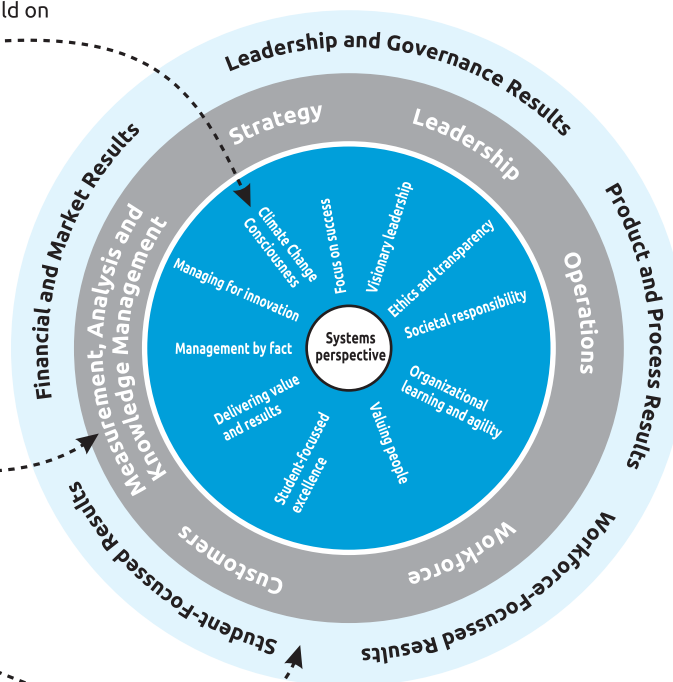 ld on
Leadership and Governance Results
Product and Process Results
Workforce-Focussed Results
Student-Focussed Results
Financial and Market Results
Strategy
Leadership
Operations
Workforce
Customers
Measurement, Analysis and
Knowledge Management
Climate Change
Consciousness
Focus on success
Visionary leadership
Ethics and transparency
Societal responsibility
Organizational
learning and agility
Valuing people
Student-focussed
excellence
Delivering value
and results
Management by fact
Managing for innovation
Systems
perspective